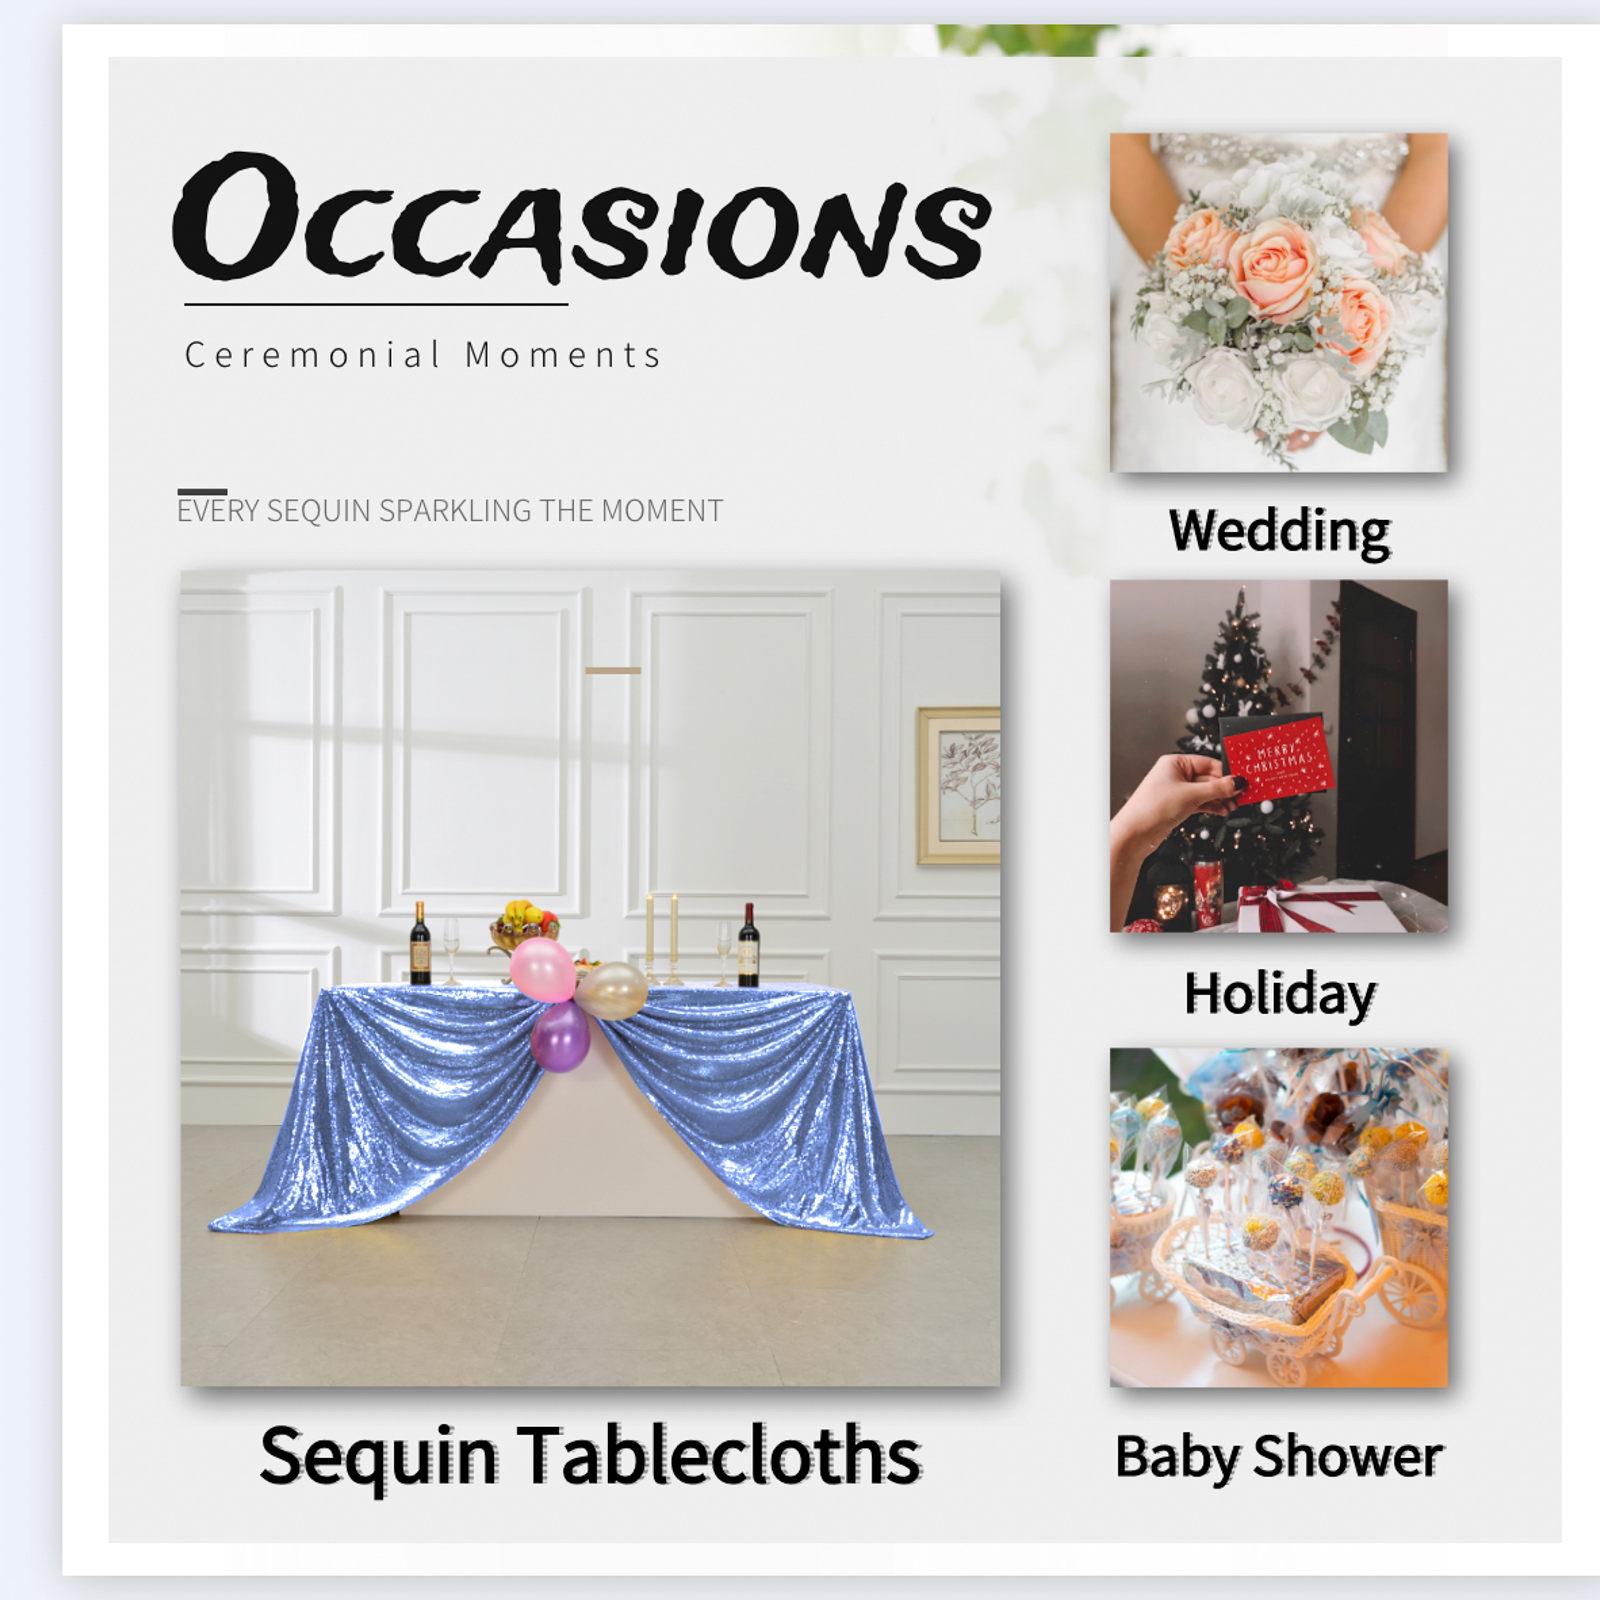 OCCASIONS
Ceremonial Moments
EVERY SEQUIN SPARKLING THE MOMENT
Wedding
MERRY
CHRISTMAS
Holiday
Sequin Tablecloths
Baby Shower